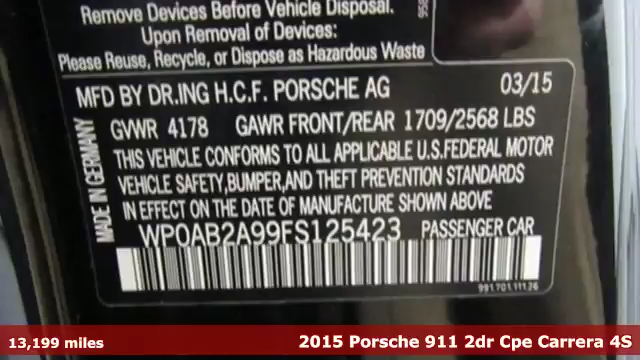 Remove Devices Before Vehicle Disposal.
Upon Removal of Devices:
Please Reuse, Recycle, or Dispose as Hazardous Waste
958
MFD BY DR.ING H.C.F. PORSCHE AG 03/15
GVWR 4178 GAWR FRONT/REAR 1709/2568 LBS
THIS VEHICLE CONFORMS TO ALL APPLICABLE U.S.FEDERAL MOTOR
VEHICLE SAFETY,BUMPER,AND THEFT PREVENTION STANDARDS
IN EFFECT ON THE DATE OF MANUFACTURE SHOWN ABOVE
MADE IN GERMANY
WP0AB2A99FS125423 PASSENGER CAR
991.701.111.26
13,199 miles
2015 Porsche 911 2dr Cpe Carrera 4S